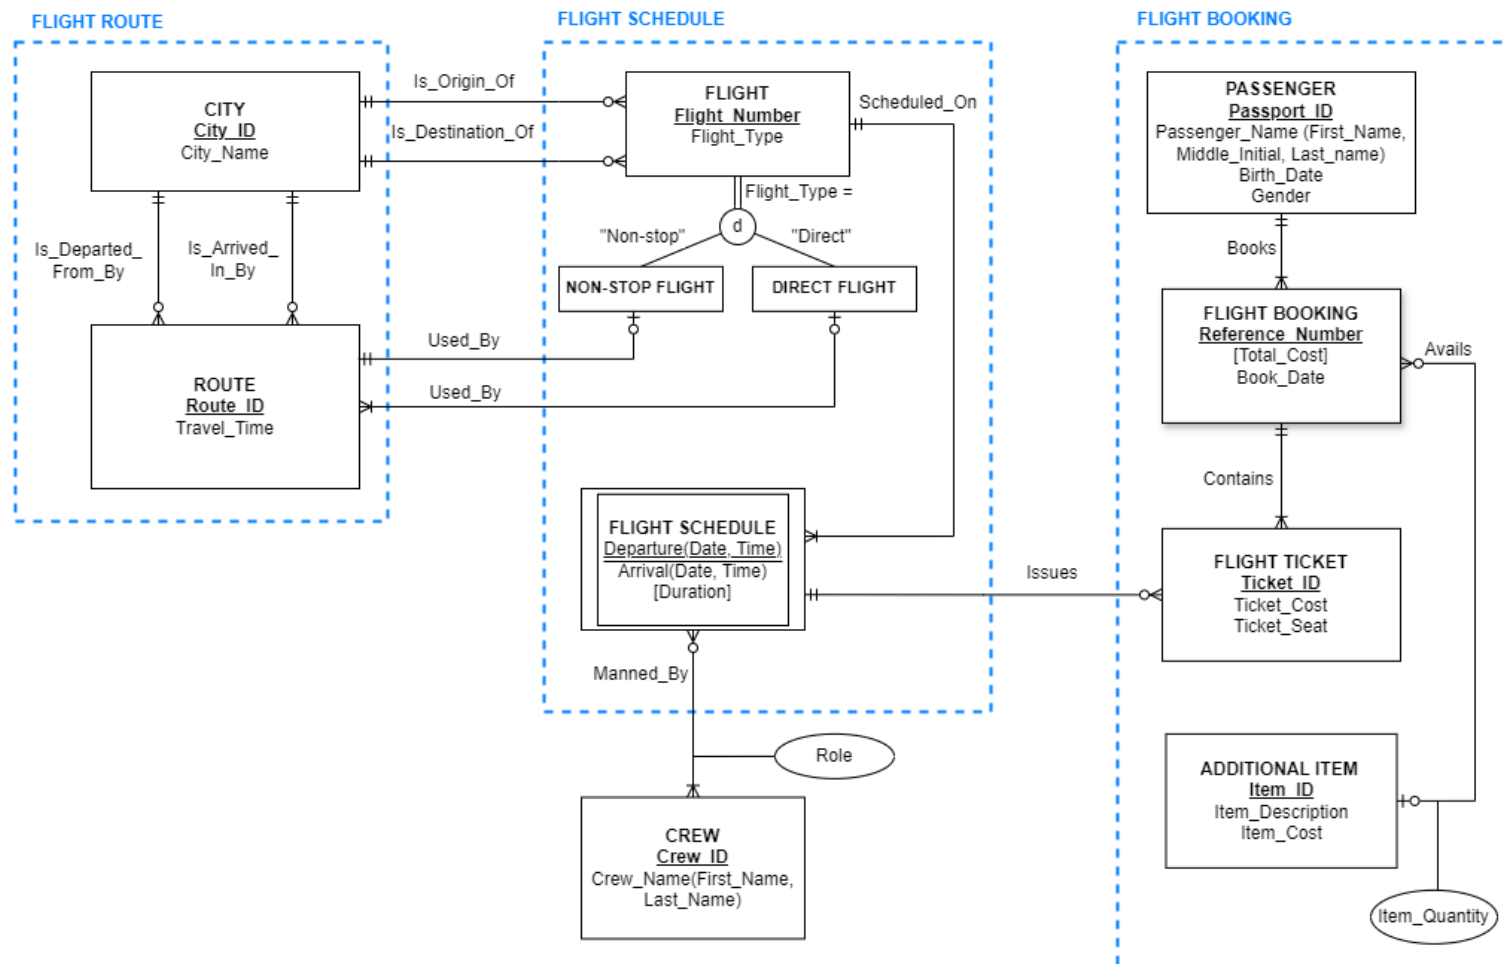 FLIGHT ROUTE
FLIGHT SCHEDULE
FLIGHT BOOKING
CITY
City_ID
City_Name
Is_Origin_Of
Is_Destination_Of
FLIGHT
Flight_Number
Flight_Type
Scheduled_On
PASSENGER
Passport_ID
Passenger_Name (First_Name,
Middle_Initial, Last_name)
Birth_Date
Gender
Flight_Type =
d
"Non-stop"
"Direct"
Is_Departed_
From_By
Is_Arrived_
In_By
Books
NON-STOP FLIGHT
DIRECT FLIGHT
FLIGHT BOOKING
Reference_Number
[Total_Cost]
Book_Date
Avails
Used_By
Used_By
ROUTE
Route_ID
Travel_Time
Contains
FLIGHT SCHEDULE
Departure(Date, Time)
Arrival(Date, Time)
[Duration]
Issues
FLIGHT TICKET
Ticket_ID
Ticket_Cost
Ticket_Seat
Manned_By
Role
ADDITIONAL ITEM
Item_ID
Item_Description
Item_Cost
CREW
Crew_ID
Crew_Name(First_Name,
Last_Name)
Item_Quantity